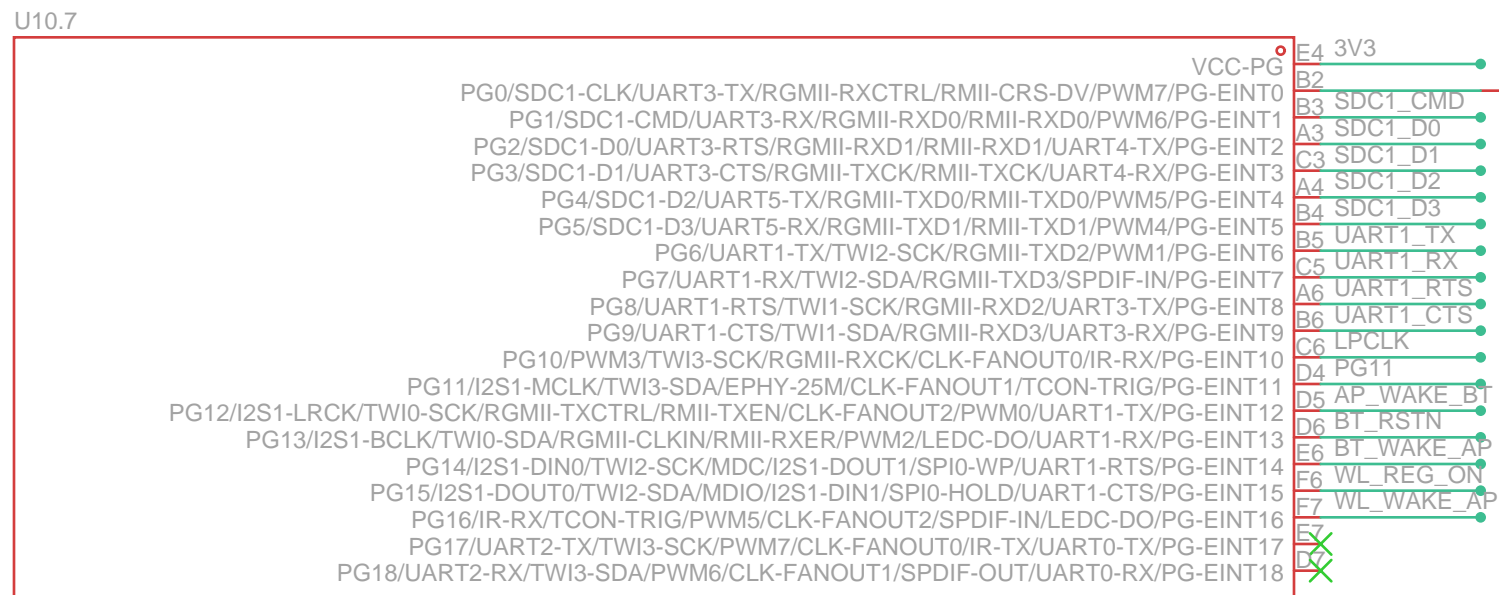 U10.7
VCC-PG E4 3V3
PG0/SDC1-CLK/UART3-TX/RGMII-RXCTRL/RMII-CRS-DV/PWM7/PG-EINT0 B2
PG1/SDC1-CMD/UART3-RX/RGMII-RXD0/RMII-RXD0/PWM6/PG-EINT1 B3 SDC1_CMD
PG2/SDC1-D0/UART3-RTS/RGMII-RXD1/RMII-RXD1/UART4-TX/PG-EINT2 A3 SDC1_D0
PG3/SDC1-D1/UART3-CTS/RGMII-TXCK/RMII-TXCK/UART4-RX/PG-EINT3 C3 SDC1_D1
PG4/SDC1-D2/UART5-TX/RGMII-TXD0/RMII-TXD0/PWM5/PG-EINT4 A4 SDC1_D2
PG5/SDC1-D3/UART5-RX/RGMII-TXD1/RMII-TXD1/PWM4/PG-EINT5 B4 SDC1_D3
PG6/UART1-TX/TWI2-SCK/RGMII-TXD2/PWM1/PG-EINT6 B5 UART1_TX
PG7/UART1-RX/TWI2-SDA/RGMII-TXD3/SPDIF-IN/PG-EINT7 C5 UART1_RX
PG8/UART1-RTS/TWI1-SCK/RGMII-RXD2/UART3-TX/PG-EINT8 A6 UART1_RTS
PG9/UART1-CTS/TWI1-SDA/RGMII-RXD3/UART3-RX/PG-EINT9 B6 UART1_CTS
PG10/PWM3/TWI3-SCK/RGMII-RXCK/CLK-FANOUT0/IR-RX/PG-EINT10 C6 LPCLK
PG11/I2S1-MCLK/TWI3-SDA/EPHY-25M/CLK-FANOUT1/TCON-TRIG/PG-EINT11 D4 PG11
PG12/I2S1-LRCK/TWI0-SCK/RGMII-TXCTRL/RMII-TXEN/CLK-FANOUT2/PWM0/UART1-TX/PG-EINT12 D5 AP_WAKE_BT
PG13/I2S1-BCLK/TWI0-SDA/RGMII-CLKIN/RMII-RXER/PWM2/LEDC-DO/UART1-RX/PG-EINT13 D6 BT_RSTN
PG14/I2S1-DIN0/TWI2-SCK/MDC/I2S1-DOUT1/SPI0-WP/UART1-RTS/PG-EINT14 E6 BT_WAKE_AP
PG15/I2S1-DOUT0/TWI2-SDA/MDIO/I2S1-DIN1/SPI0-HOLD/UART1-CTS/PG-EINT15 F6 WL_REG_ON
PG16/IR-RX/TCON-TRIG/PWM5/CLK-FANOUT2/SPDIF-IN/LEDC-DO/PG-EINT16 F7 WL_WAKE_AP
PG17/UART2-TX/TWI3-SCK/PWM7/CLK-FANOUT0/IR-TX/UART0-TX/PG-EINT17 E7
PG18/UART2-RX/TWI3-SDA/PWM6/CLK-FANOUT1/SPDIF-OUT/UART0-RX/PG-EINT18 D7